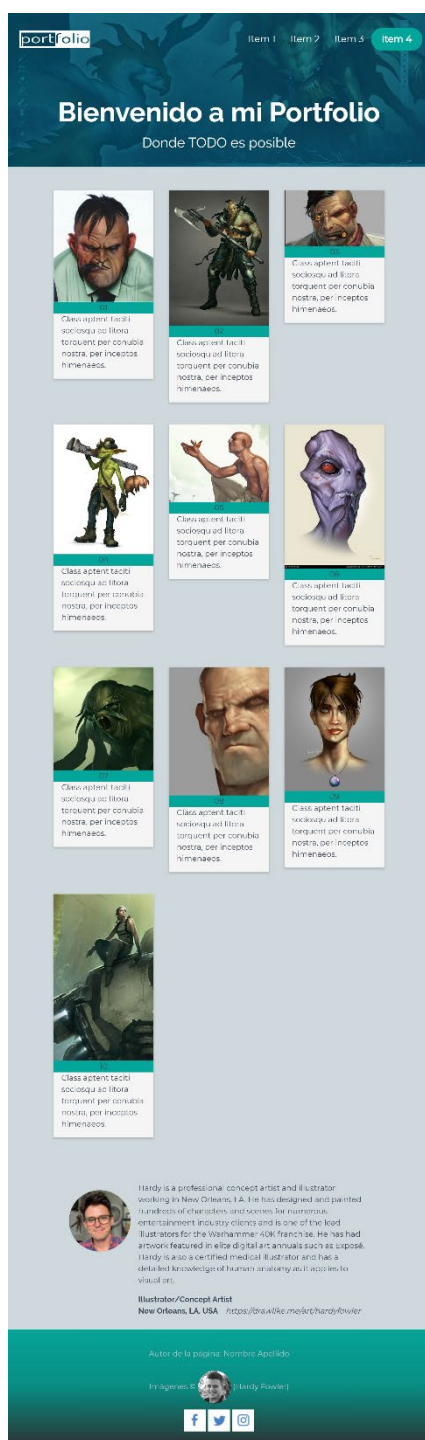 portfolio
Item 1 Item 2 Item 3 Item 4
Bienvenido a mi Portfolio
Donde TODO es posible
01
Class aptent taciti
sociosqu ad litora
torquent per conubia
nostra, per inceptos
himenaeos.
02
Class aptent taciti
sociosqu ad litora
torquent per conubia
nostra, per inceptos
himenaeos.
03
Class aptent taciti
sociosqu ad litora
torquent per conubia
nostra, per inceptos
himenaeos.
04
Class aptent taciti
sociosqu ad litora
torquent per conubia
nostra, per inceptos
himenaeos.
05
Class aptent taciti
sociosqu ad litora
torquent per conubia
nostra, per inceptos
himenaeos.
06
Class aptent taciti
sociosqu ad litora
torquent per conubia
nostra, per inceptos
himenaeos.
07
Class aptent taciti
sociosqu ad litora
torquent per conubia
nostra, per inceptos
himenaeos.
08
Class aptent taciti
sociosqu ad litora
torquent per conubia
nostra, per inceptos
himenaeos.
09
Class aptent taciti
sociosqu ad litora
torquent per conubia
nostra, per inceptos
himenaeos.
10
Class aptent taciti
sociosqu ad litora
torquent per conubia
nostra, per inceptos
himenaeos.
Hardy is a professional concept artist and illustrator
working in New Orleans, LA. He has designed and painted
hundreds of characters and scenes for numerous
entertainment industry clients and is one of the lead
illustrators for the Warhammer 40K franchise. He has had
artwork featured in elite digital art annuals such as Exposé.
Hardy is also a certified medical illustrator and has a
detailed knowledge of human anatomy as it applies to
visual art.
Illustrator/Concept Artist
New Orleans, LA, USA https://drawlike.me/art/hardyfowler
Autor de la página: Nombre Apellido
Imágenes © [Hardy Fowler]